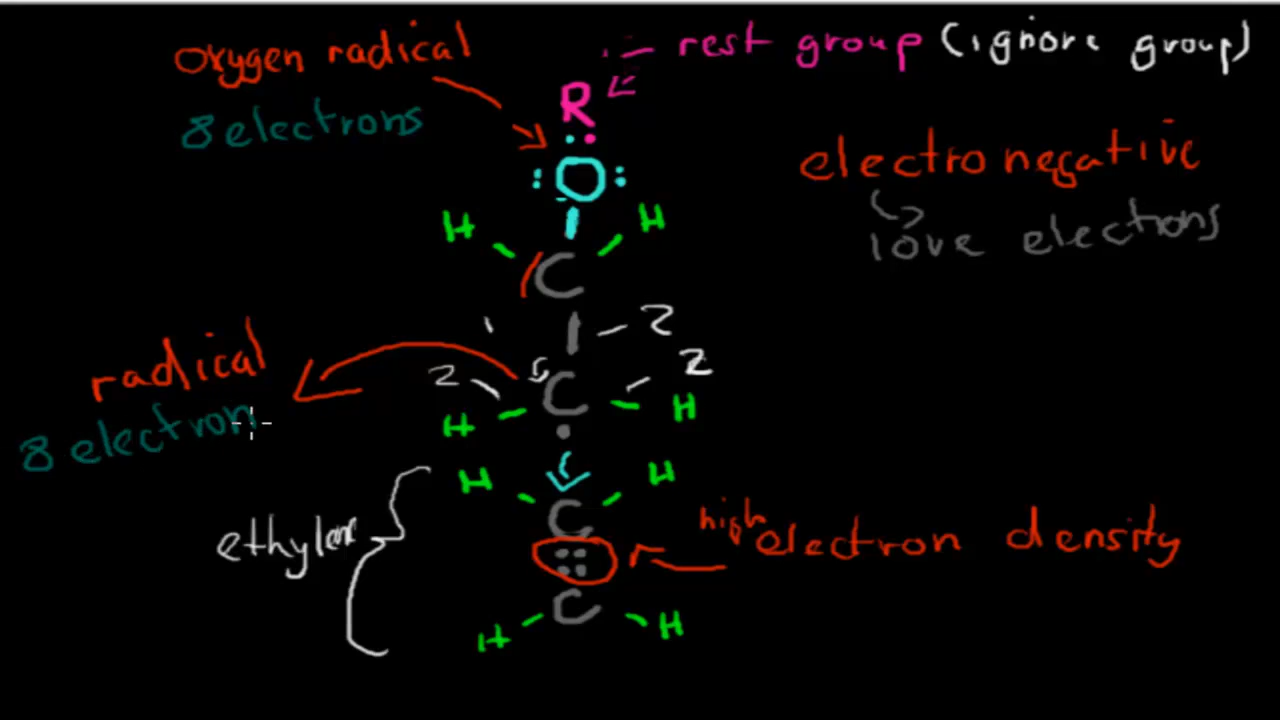 oxygen radical
rest group (ignore group)
8 electrons
R
electronegative
O
love electrons
H H
C
2
2 C 2
radical
H H
8 electron
H H
C
ethylene
high electron density
C
H H